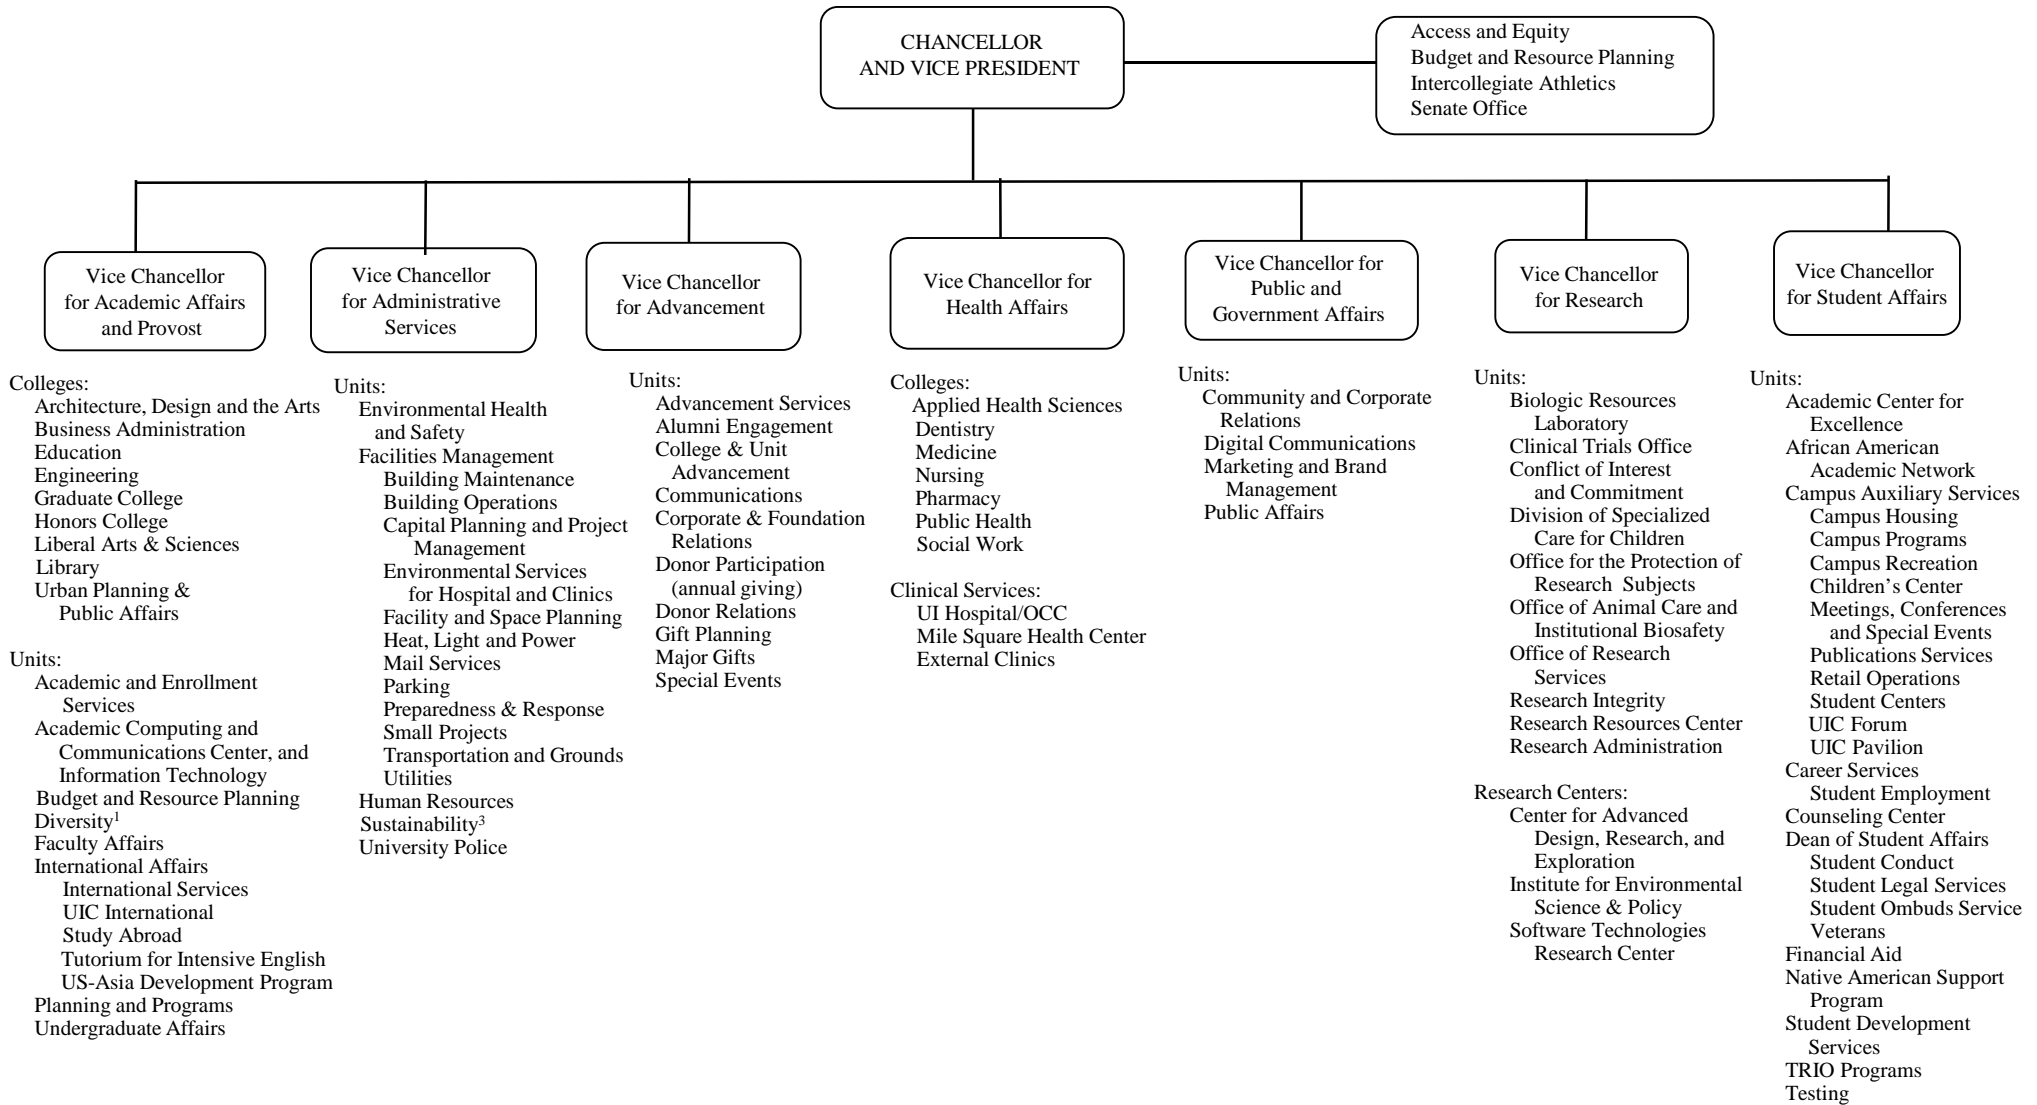 CHANCELLOR
AND VICE PRESIDENT
Access and Equity
Budget and Resource Planning
Intercollegiate Athletics
Senate Office
Vice Chancellor
for Academic Affairs
and Provost
Colleges:
Architecture, Design and the Arts
Business Administration
Education
Engineering
Graduate College
Honors College
Liberal Arts & Sciences
Library
Urban Planning &
Public Affairs
Units:
Academic and Enrollment
Services
Academic Computing and
Communications Center, and
Information Technology
Budget and Resource Planning
Diversity¹
Faculty Affairs
International Affairs
International Services
UIC International
Study Abroad
Tutorium for Intensive English
US-Asia Development Program
Planning and Programs
Undergraduate Affairs
Vice Chancellor
for Administrative
Services
Units:
Environmental Health
and Safety
Facilities Management
Building Maintenance
Building Operations
Capital Planning and Project
Management
Environmental Services
for Hospital and Clinics
Facility and Space Planning
Heat, Light and Power
Mail Services
Parking
Preparedness & Response
Small Projects
Transportation and Grounds
Utilities
Human Resources
Sustainability³
University Police
Vice Chancellor
for Advancement
Units:
Advancement Services
Alumni Engagement
College & Unit
Advancement
Communications
Corporate & Foundation
Relations
Donor Participation
(annual giving)
Donor Relations
Gift Planning
Major Gifts
Special Events
Vice Chancellor for
Health Affairs
Colleges:
Applied Health Sciences
Dentistry
Medicine
Nursing
Pharmacy
Public Health
Social Work
Clinical Services:
UI Hospital/OCC
Mile Square Health Center
External Clinics
Vice Chancellor for
Public and
Government Affairs
Units:
Community and Corporate
Relations
Digital Communications
Marketing and Brand
Management
Public Affairs
Vice Chancellor
for Research
Units:
Biologic Resources
Laboratory
Clinical Trials Office
Conflict of Interest
and Commitment
Division of Specialized
Care for Children
Office for the Protection of
Research Subjects
Office of Animal Care and
Institutional Biosafety
Office of Research
Services
Research Integrity
Research Resources Center
Research Administration
Research Centers:
Center for Advanced
Design, Research, and
Exploration
Institute for Environmental
Science & Policy
Software Technologies
Research Center
Vice Chancellor
for Student Affairs
Units:
Academic Center for
Excellence
African American
Academic Network
Campus Auxiliary Services
Campus Housing
Campus Programs
Campus Recreation
Children’s Center
Meetings, Conferences
and Special Events
Publications Services
Retail Operations
Student Centers
UIC Forum
UIC Pavilion
Career Services
Student Employment
Counseling Center
Dean of Student Affairs
Student Conduct
Student Legal Services
Student Ombuds Service
Veterans
Financial Aid
Native American Support
Program
Student Development
Services
TRIO Programs
Testing